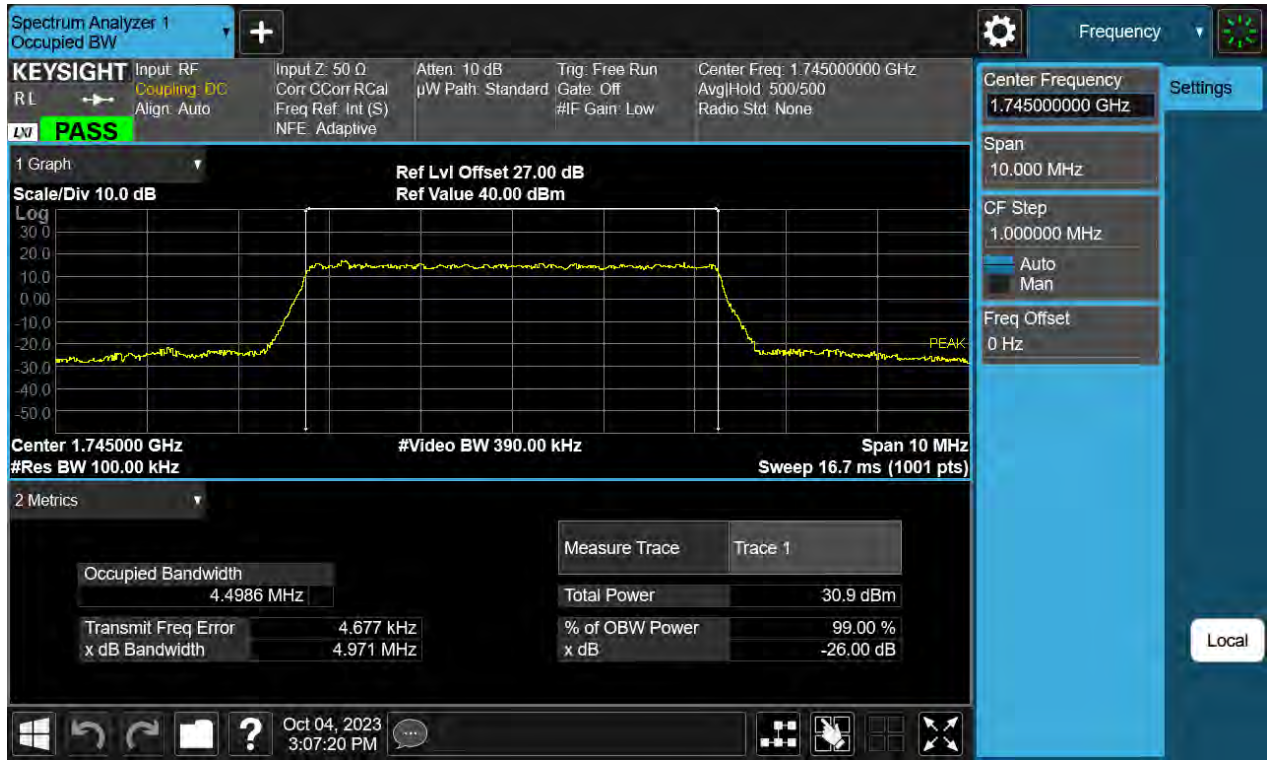 Spectrum Analyzer 1
Occupied BW
+
Frequency
KEYSIGHT
RL
LXI
PASS
Input: RF
Coupling: DC
Align: Auto
Input Z: 50 Ω
Corr CCorr RCal
Freq Ref: Int (S)
NFE: Adaptive
Atten: 10 dB
µW Path: Standard
Trig: Free Run
Gate: Off
#IF Gain: Low
Center Freq: 1.745000000 GHz
Avg|Hold: 500/500
Radio Std: None
Center Frequency
1.745000000 GHz
Settings
Span
10.000 MHz
CF Step
1.000000 MHz
Auto
Man
Freq Offset
0 Hz
Local
1 Graph
Scale/Div 10.0 dB
Ref Lvl Offset 27.00 dB
Ref Value 40.00 dBm
Log
30.0
20.0
10.0
0.00
-10.0
-20.0
-30.0
-40.0
-50.0
PEAK
Center 1.745000 GHz
#Video BW 390.00 kHz
Span 10 MHz
#Res BW 100.00 kHz
Sweep 16.7 ms (1001 pts)
2 Metrics
Measure Trace Trace 1
Occupied Bandwidth
4.4986 MHz
Total Power 30.9 dBm
Transmit Freq Error 4.677 kHz
% of OBW Power 99.00 %
x dB Bandwidth 4.971 MHz
x dB -26.00 dB
?
Oct 04, 2023
3:07:20 PM